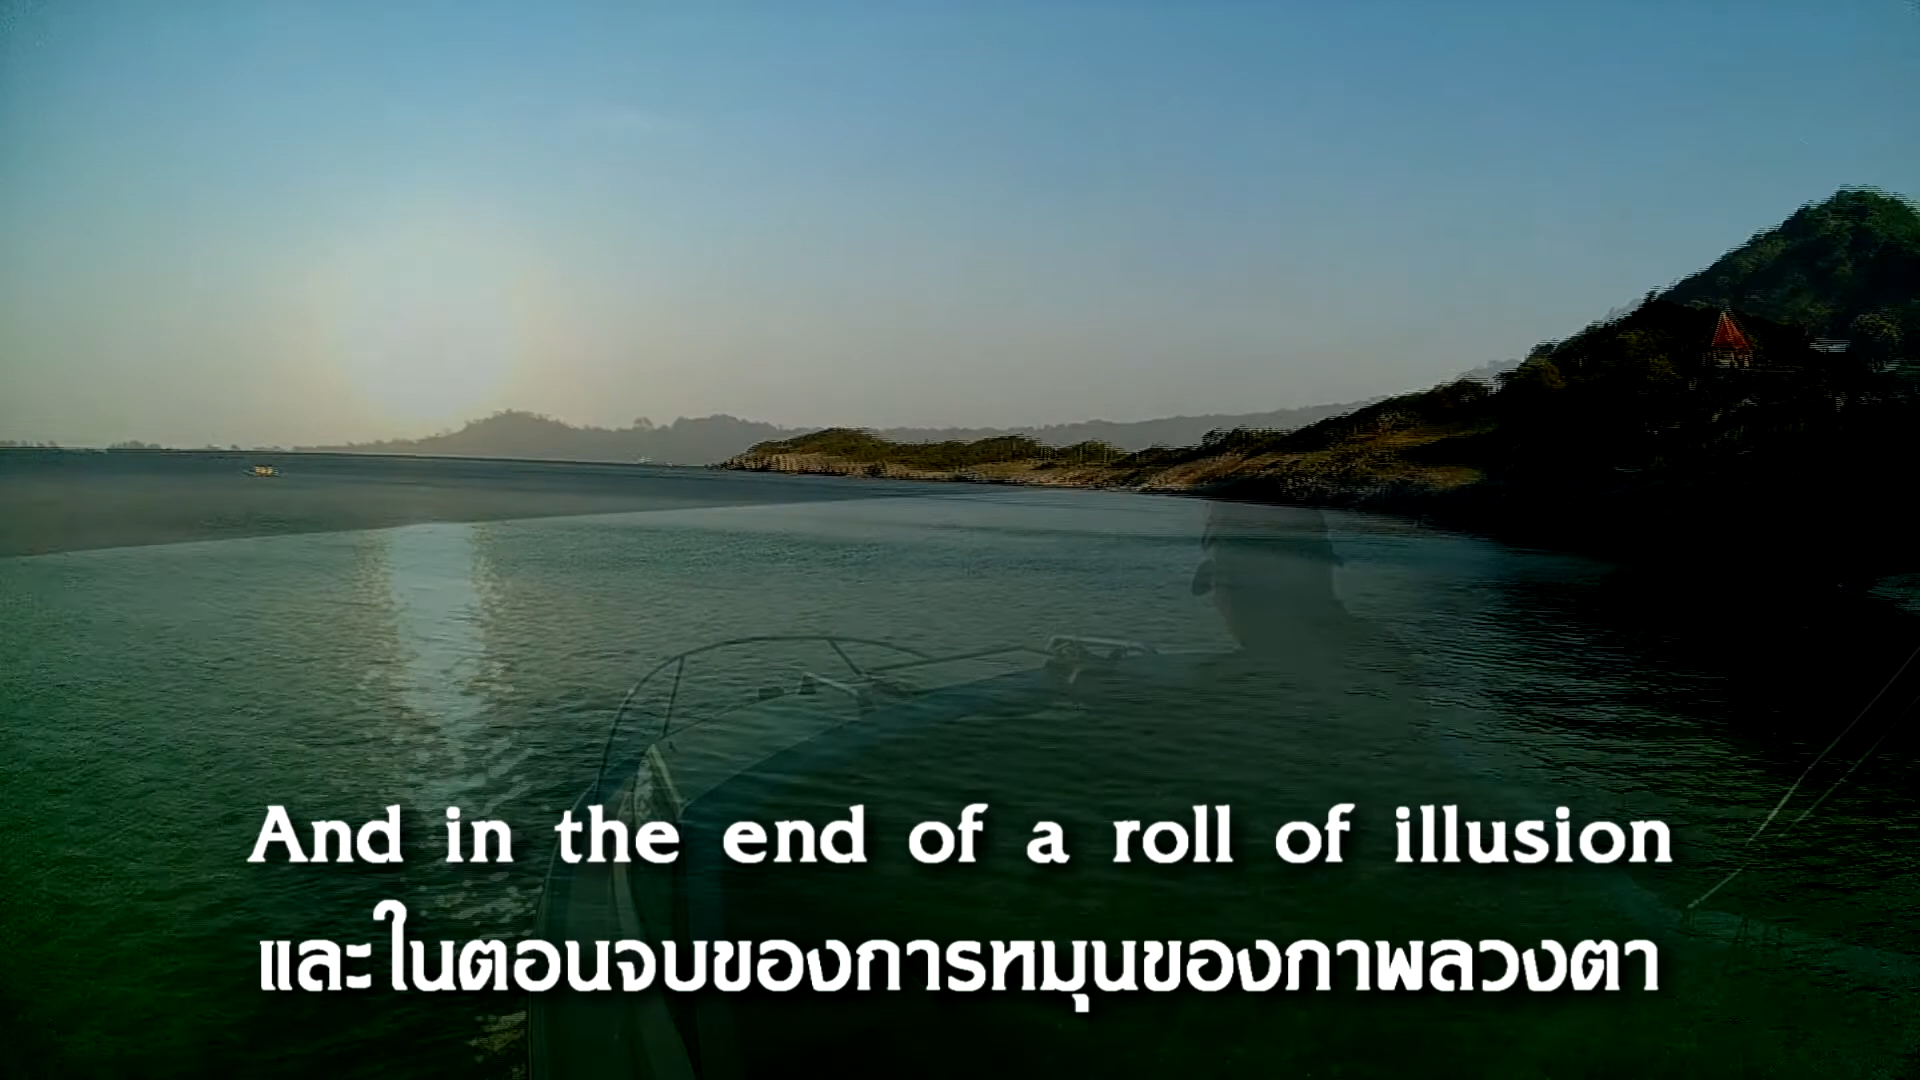 And in the end of a roll of illusion
และในตอนจบของการหมุนของภาพลวงตา